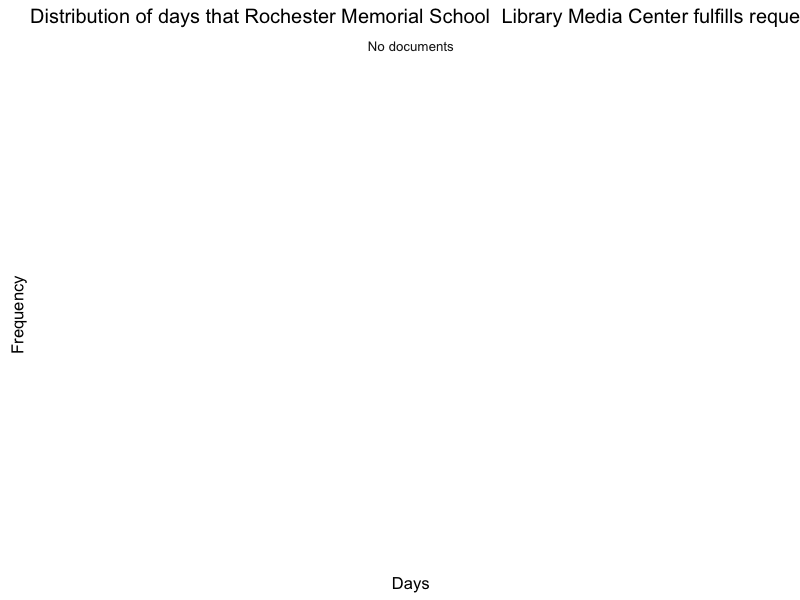 Distribution of days that Rochester Memorial School  Library Media Center fulfills reque
No documents
Frequency
Days